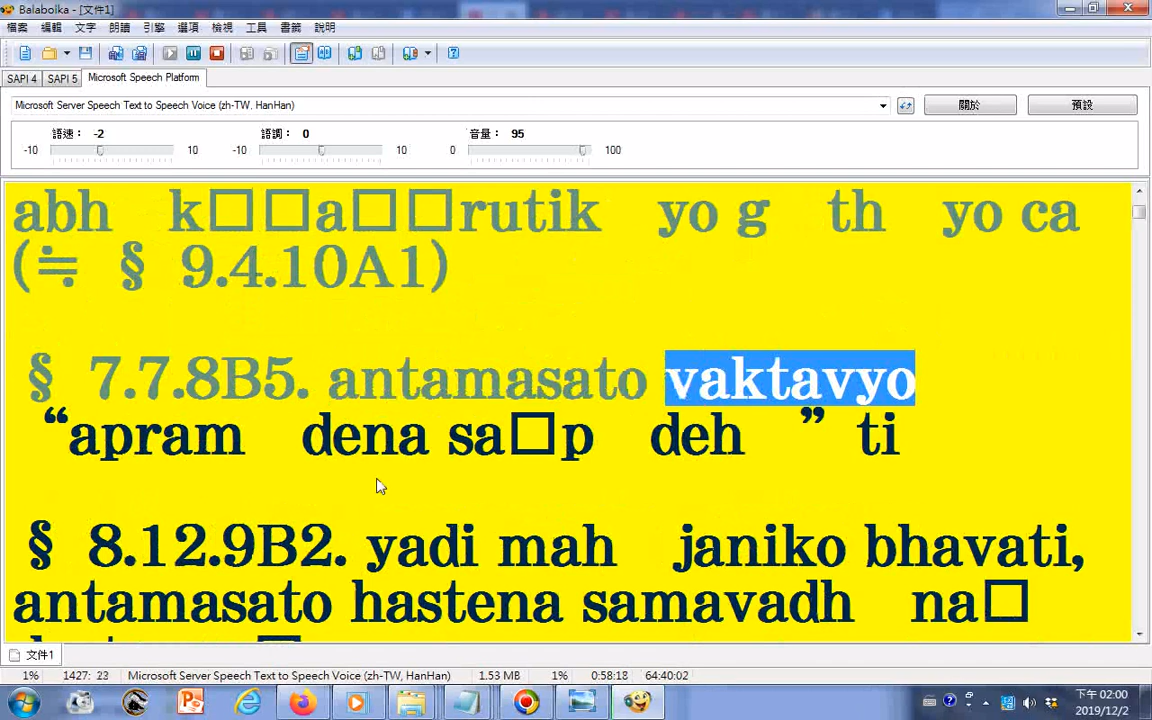 Balabolka - [文件1]
檔案 編輯 文字 朗讀 引擎 選項 檢視 工具 書籤 說明
SAPI 4 SAPI 5 Microsoft Speech Platform
Microsoft Server Speech Text to Speech Voice (zh-TW, HanHan) 關於 預設
語速： -2 語調： 0 音量： 95
-10 10 -10 10 0 100
abh k□□a□□rutik yo g th yo ca
(≒ § 9.4.10A1)
§ 7.7.8B5. antamasato vaktavyo
“apram dena sa□p deh ” ti
§ 8.12.9B2. yadi mah janiko bhavati,
antamasato hastena samavadh na□
文件1
1% 1427: 23 Microsoft Server Speech Text to Speech Voice (zh-TW, HanHan) 1.53 MB 1% 0:58:18 64:40:02
下午 02:00
2019/12/2